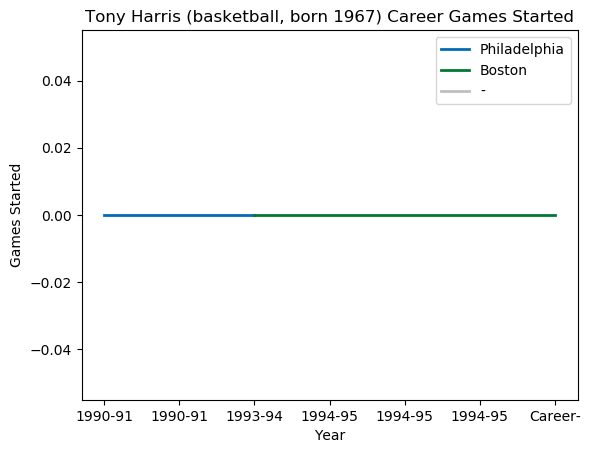 Tony Harris (basketball, born 1967) Career Games Started
Philadelphia
Boston
-
0.04
0.02
0.00
−0.02
−0.04
Games Started
1990-91 1990-91 1993-94 1994-95 1994-95 1994-95 Career-
Year